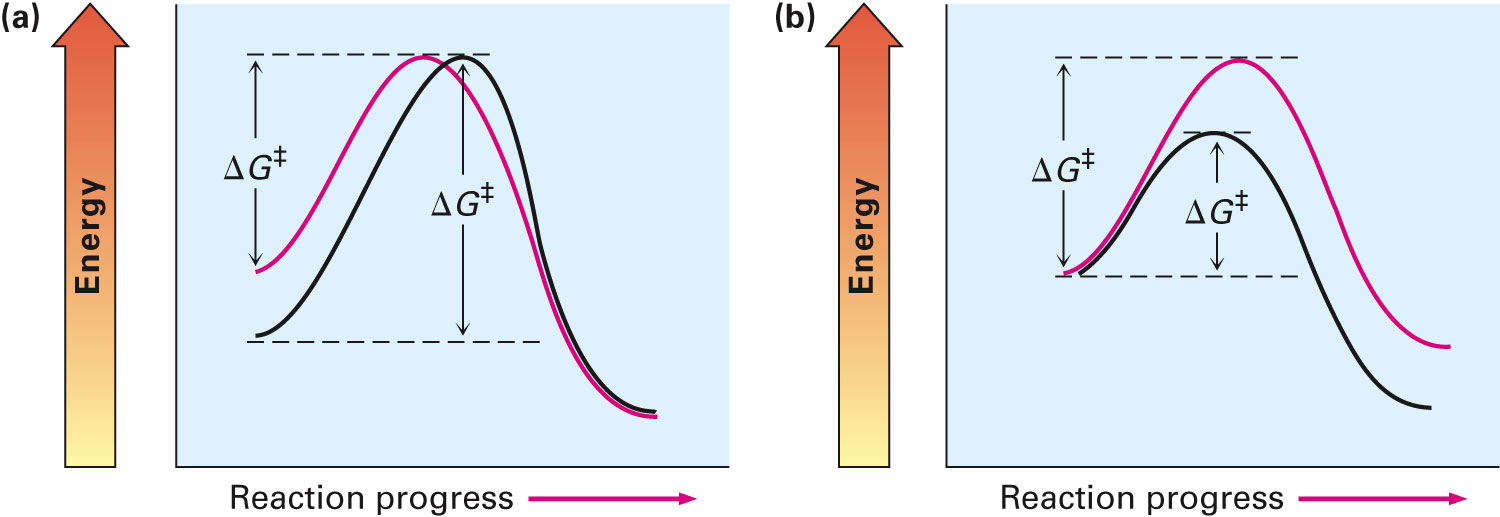 (a)
Energy
ΔG‡
ΔG‡
Reaction progress
(b)
Energy
ΔG‡
ΔG‡
Reaction progress